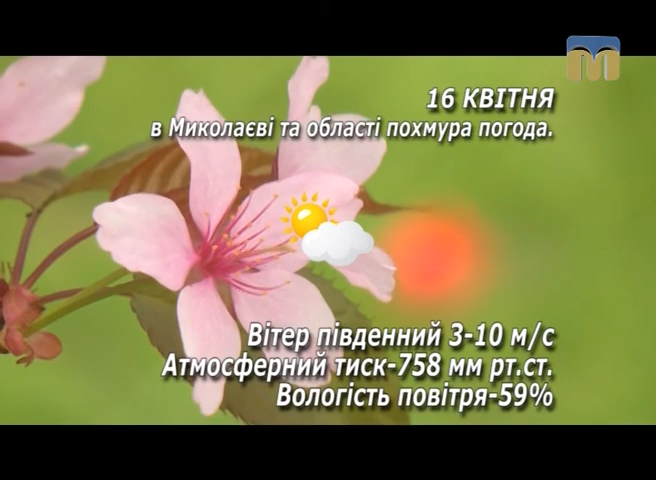 16 КВІТНЯ
в Миколаєві та області похмура погода.
Вітер південний 3-10 м/с
Атмосферний тиск-758 мм рт.ст.
Вологість повітря-59%